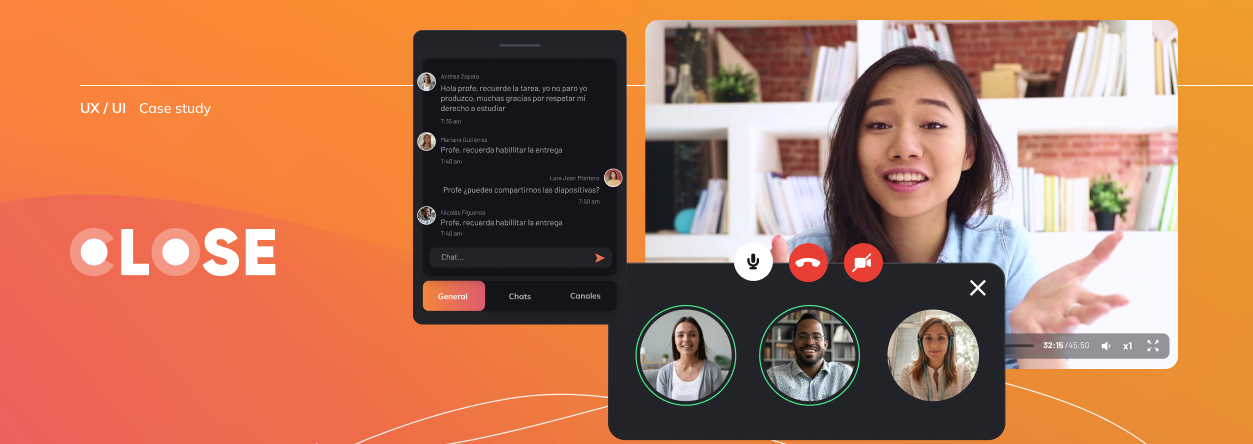 UX / UI Case study
CLOSE
Andrea Zapata
Hola profe, recuerde la tarea, yo no paro yo
produzco, muchas gracias por respetar mi
derecho a estudiar
7:35 am
Mariana Gutiérrez
Profe, recuerda habillitar la entrega
7:40 am
Lara Jean Montero
Profe ¿puedes compartirnos las diapositivas?
7:50 am
Nicolás Figueroa
Profe, recuerda habillitar la entrega
7:40 am
Chat...
General Chats Canales
32:15 /45:50 x1